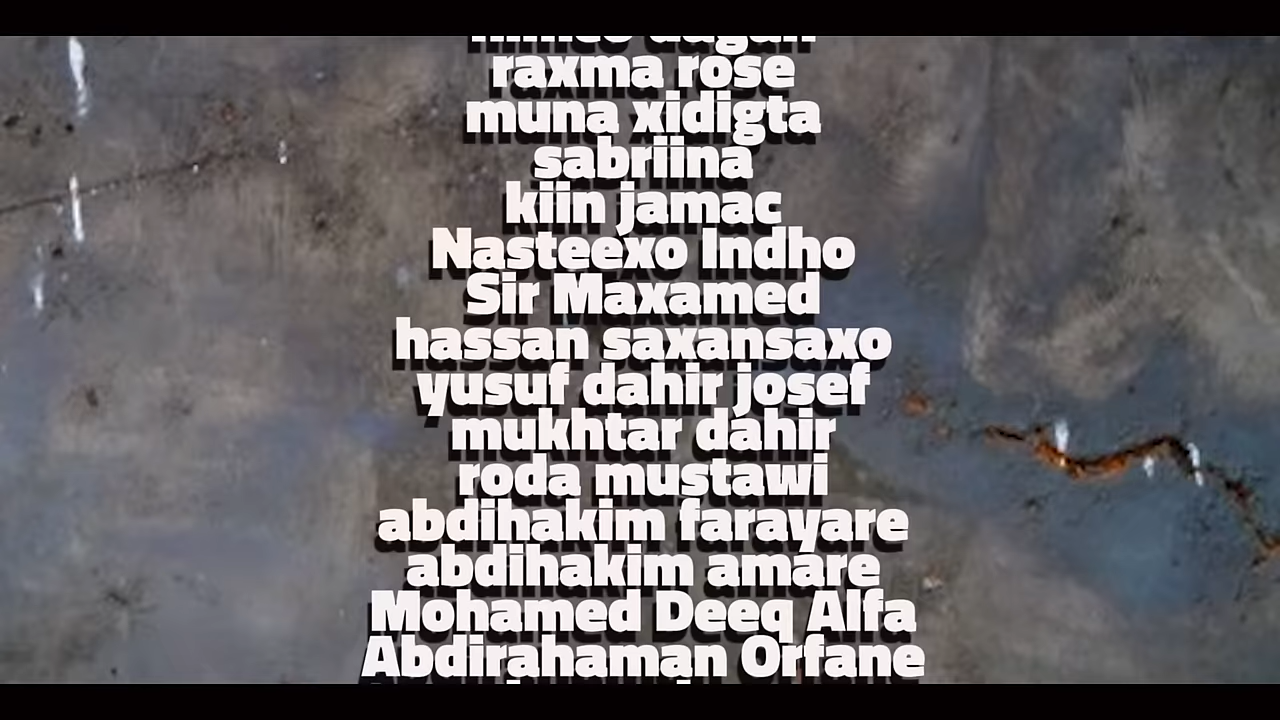 raxma rose
muna xidigta
sabriina
kiin jamac
Nasteexo Indho
Sir Maxamed
hassan saxansaxo
yusuf dahir josef
mukhtar dahir
roda mustawi
abdihakim farayare
abdihakim amare
Mohamed Deeq Alfa
Abdirahaman Orfane